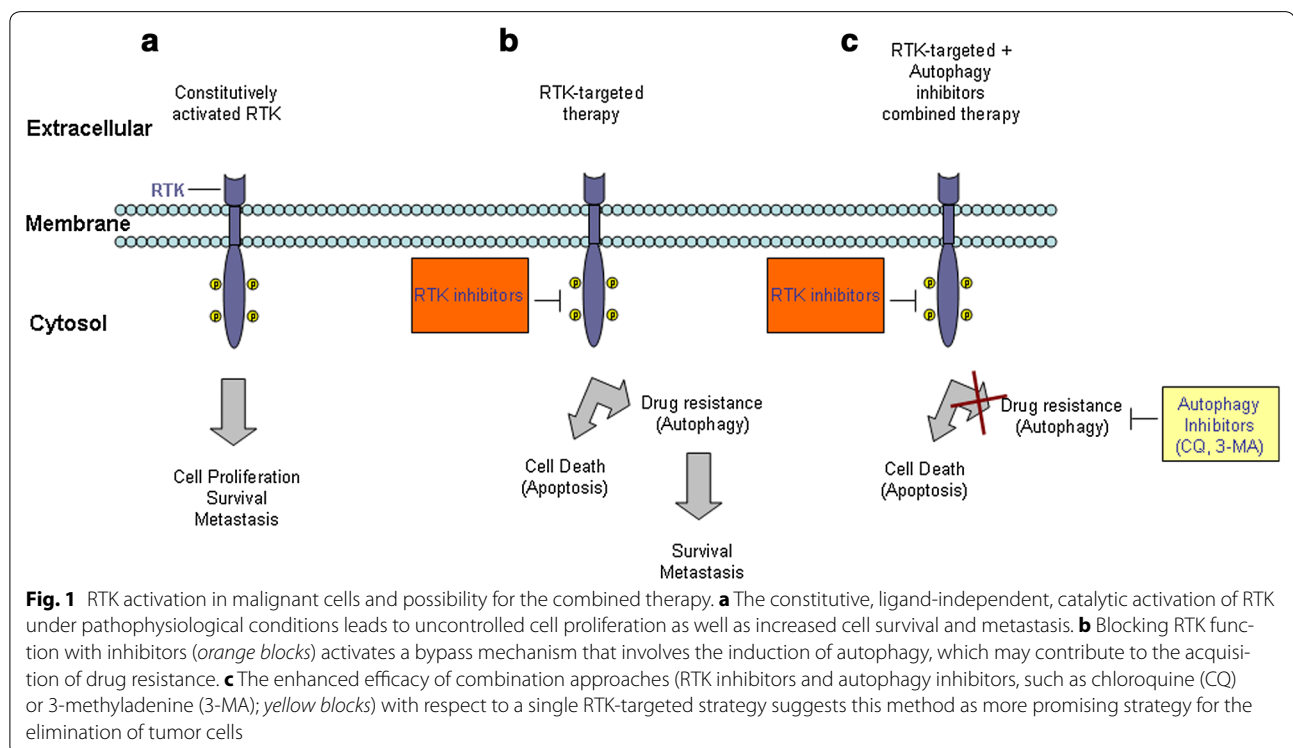 a
b
c
Constitutively
activated RTK
RTK-targeted
therapy
RTK-targeted +
Autophagy
inhibitors
combined therapy
Extracellular
RTK
Membrane
Cytosol
P
P
P
P
RTK inhibitors
P
P
P
P
RTK inhibitors
P
P
P
P
Cell Proliferation
Survival
Metastasis
Drug resistance
(Autophagy)
Cell Death
(Apoptosis)
Survival
Metastasis
Drug resistance
(Autophagy)
Cell Death
(Apoptosis)
Autophagy
Inhibitors
(CQ, 3-MA)
Fig. 1 RTK activation in malignant cells and possibility for the combined therapy. a The constitutive, ligand-independent, catalytic activation of RTK
under pathophysiological conditions leads to uncontrolled cell proliferation as well as increased cell survival and metastasis. b Blocking RTK func-
tion with inhibitors (orange blocks) activates a bypass mechanism that involves the induction of autophagy, which may contribute to the acquisi-
tion of drug resistance. c The enhanced efficacy of combination approaches (RTK inhibitors and autophagy inhibitors, such as chloroquine (CQ)
or 3-methyladenine (3-MA); yellow blocks) with respect to a single RTK-targeted strategy suggests this method as more promising strategy for the
elimination of tumor cells